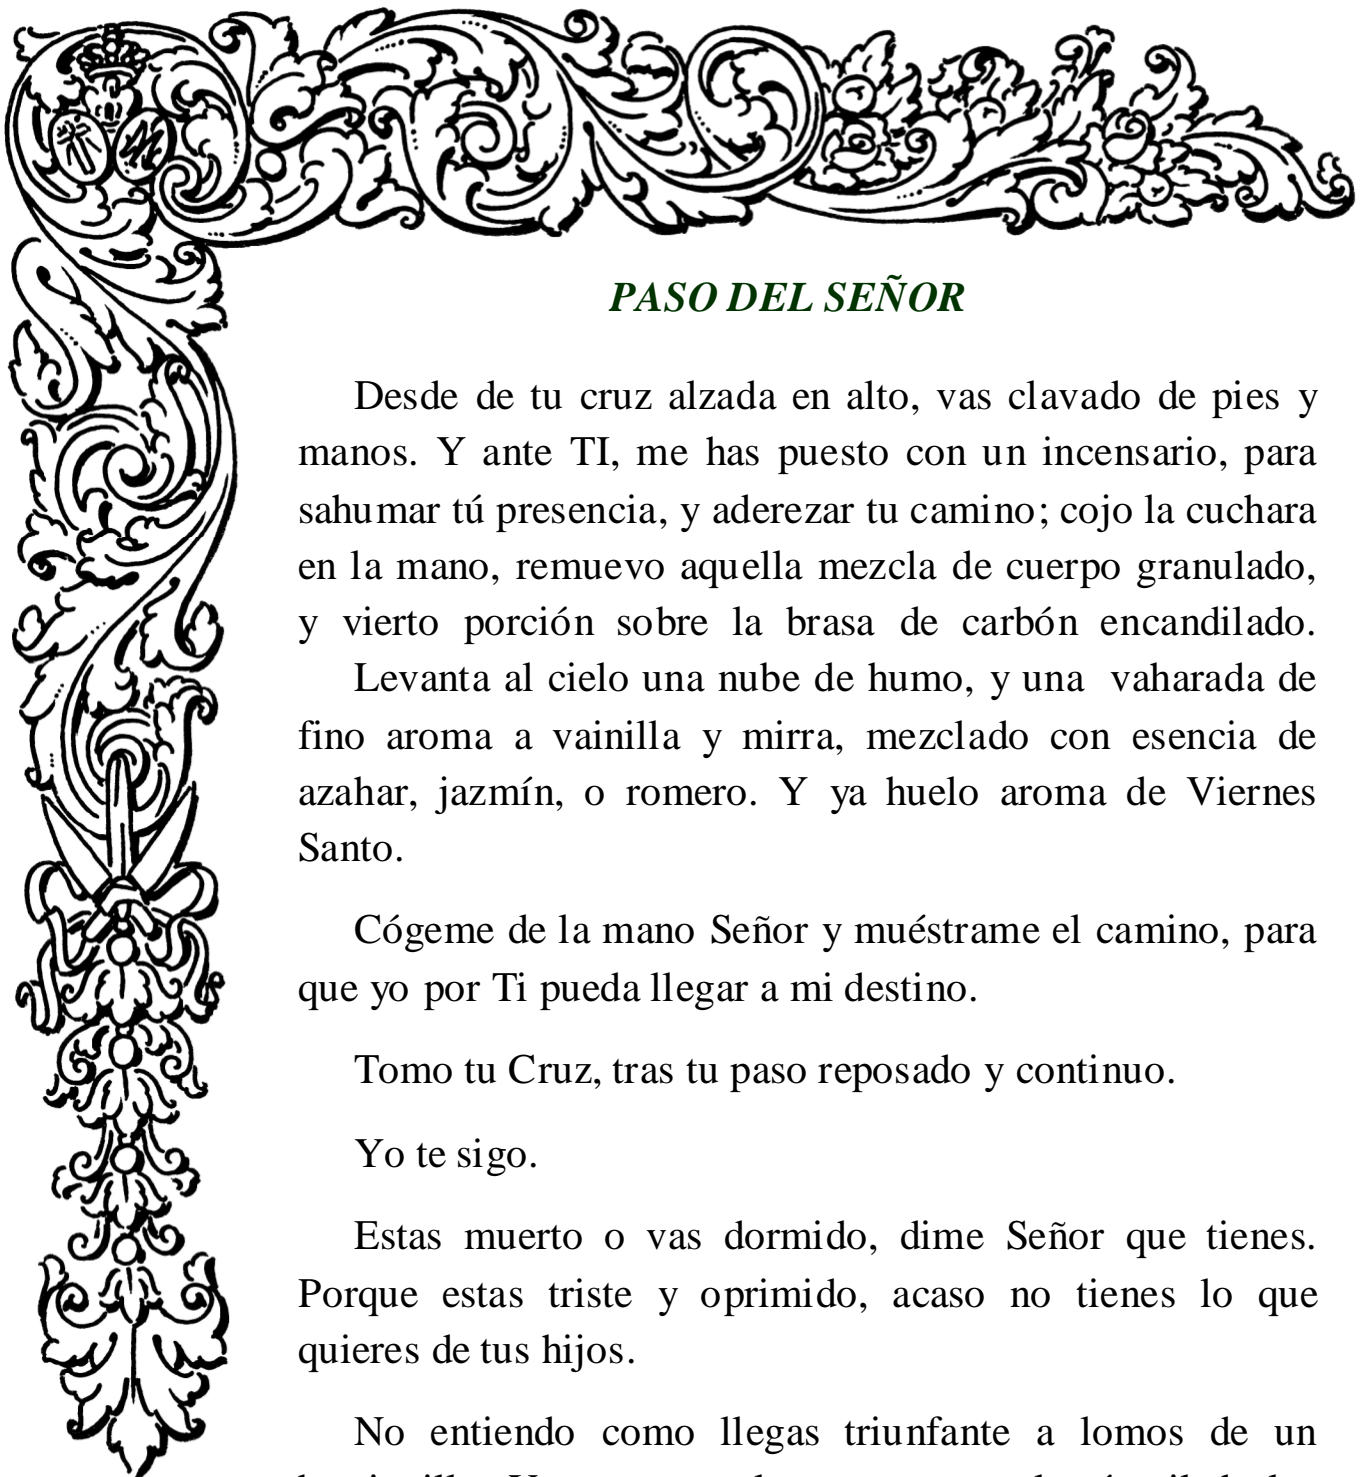 PASO DEL SEÑOR
Desde de tu cruz alzada en alto, vas clavado de pies y
manos. Y ante TI, me has puesto con un incensario, para
sahumar tú presencia, y aderezar tu camino; cojo la cuchara
en la mano, remuevo aquella mezcla de cuerpo granulado,
y vierto porción sobre la brasa de carbón encandilado.
Levanta al cielo una nube de humo, y una vaharada de
fino aroma a vainilla y mirra, mezclado con esencia de
azahar, jazmín, o romero. Y ya huelo aroma de Viernes
Santo.
Cógeme de la mano Señor y muéstrame el camino, para
que yo por Ti pueda llegar a mi destino.
Tomo tu Cruz, tras tu paso reposado y continuo.
Yo te sigo.
Estas muerto o vas dormido, dime Señor que tienes.
Porque estas triste y oprimido, acaso no tienes lo que
quieres de tus hijos.
No entiendo como llegas triunfante a lomos de un